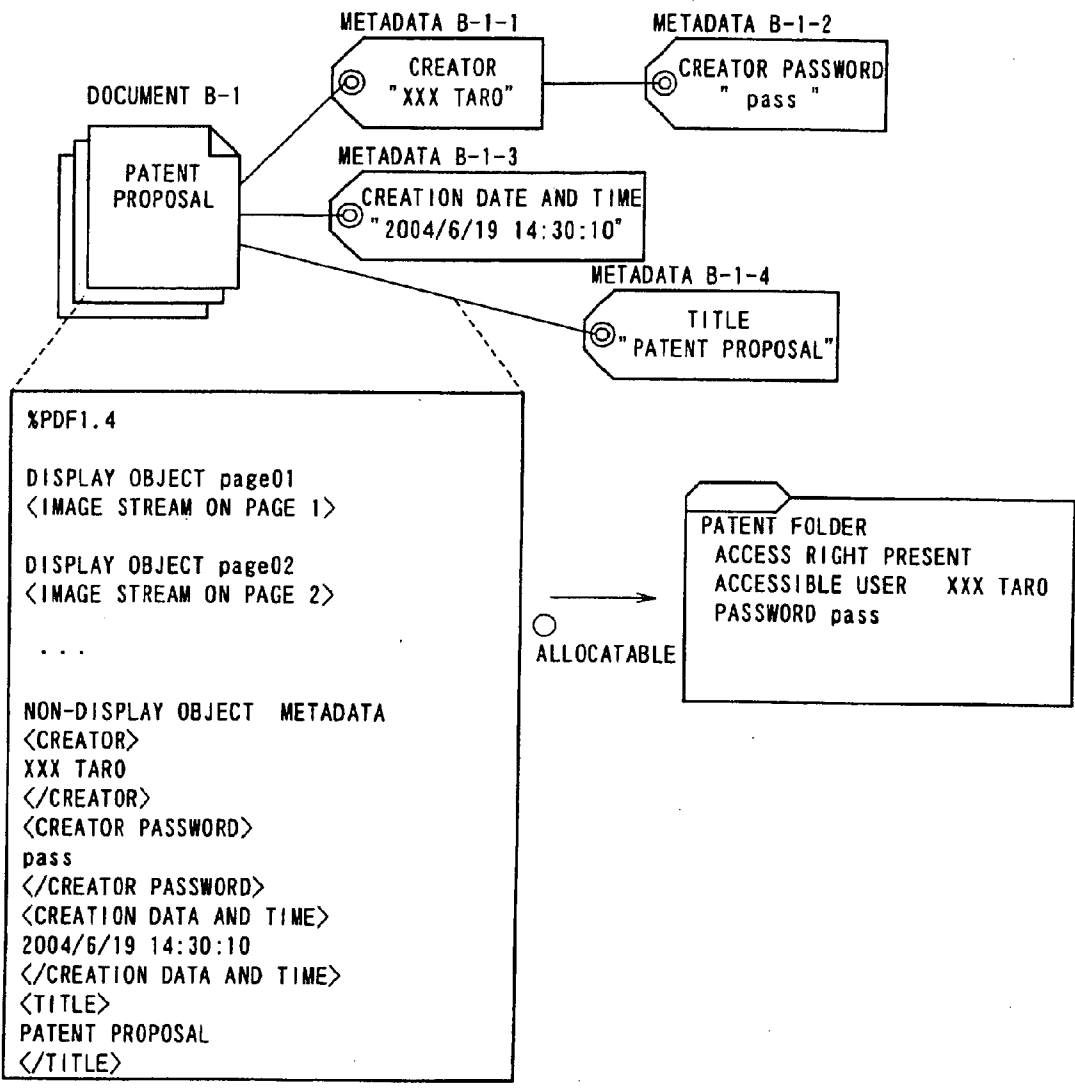 METADATA B-1-1
CREATOR
"XXX TARO"
METADATA B-1-2
CREATOR PASSWORD
" pass "
DOCUMENT B-1
PATENT
PROPOSAL
METADATA B-1-3
CREATION DATE AND TIME
"2004/6/19 14:30:10"
METADATA B-1-4
TITLE
"PATENT PROPOSAL"
%PDF1.4
DISPLAY OBJECT page01
<IMAGE STREAM ON PAGE 1>
DISPLAY OBJECT page02
<IMAGE STREAM ON PAGE 2>
...
NON-DISPLAY OBJECT METADATA
<CREATOR>
XXX TARO
</CREATOR>
<CREATOR PASSWORD>
pass
</CREATOR PASSWORD>
<CREATION DATA AND TIME>
2004/6/19 14:30:10
</CREATION DATA AND TIME>
<TITLE>
PATENT PROPOSAL
</TITLE>
ALLOCATABLE
PATENT FOLDER
ACCESS RIGHT PRESENT
ACCESSIBLE USER XXX TARO
PASSWORD pass